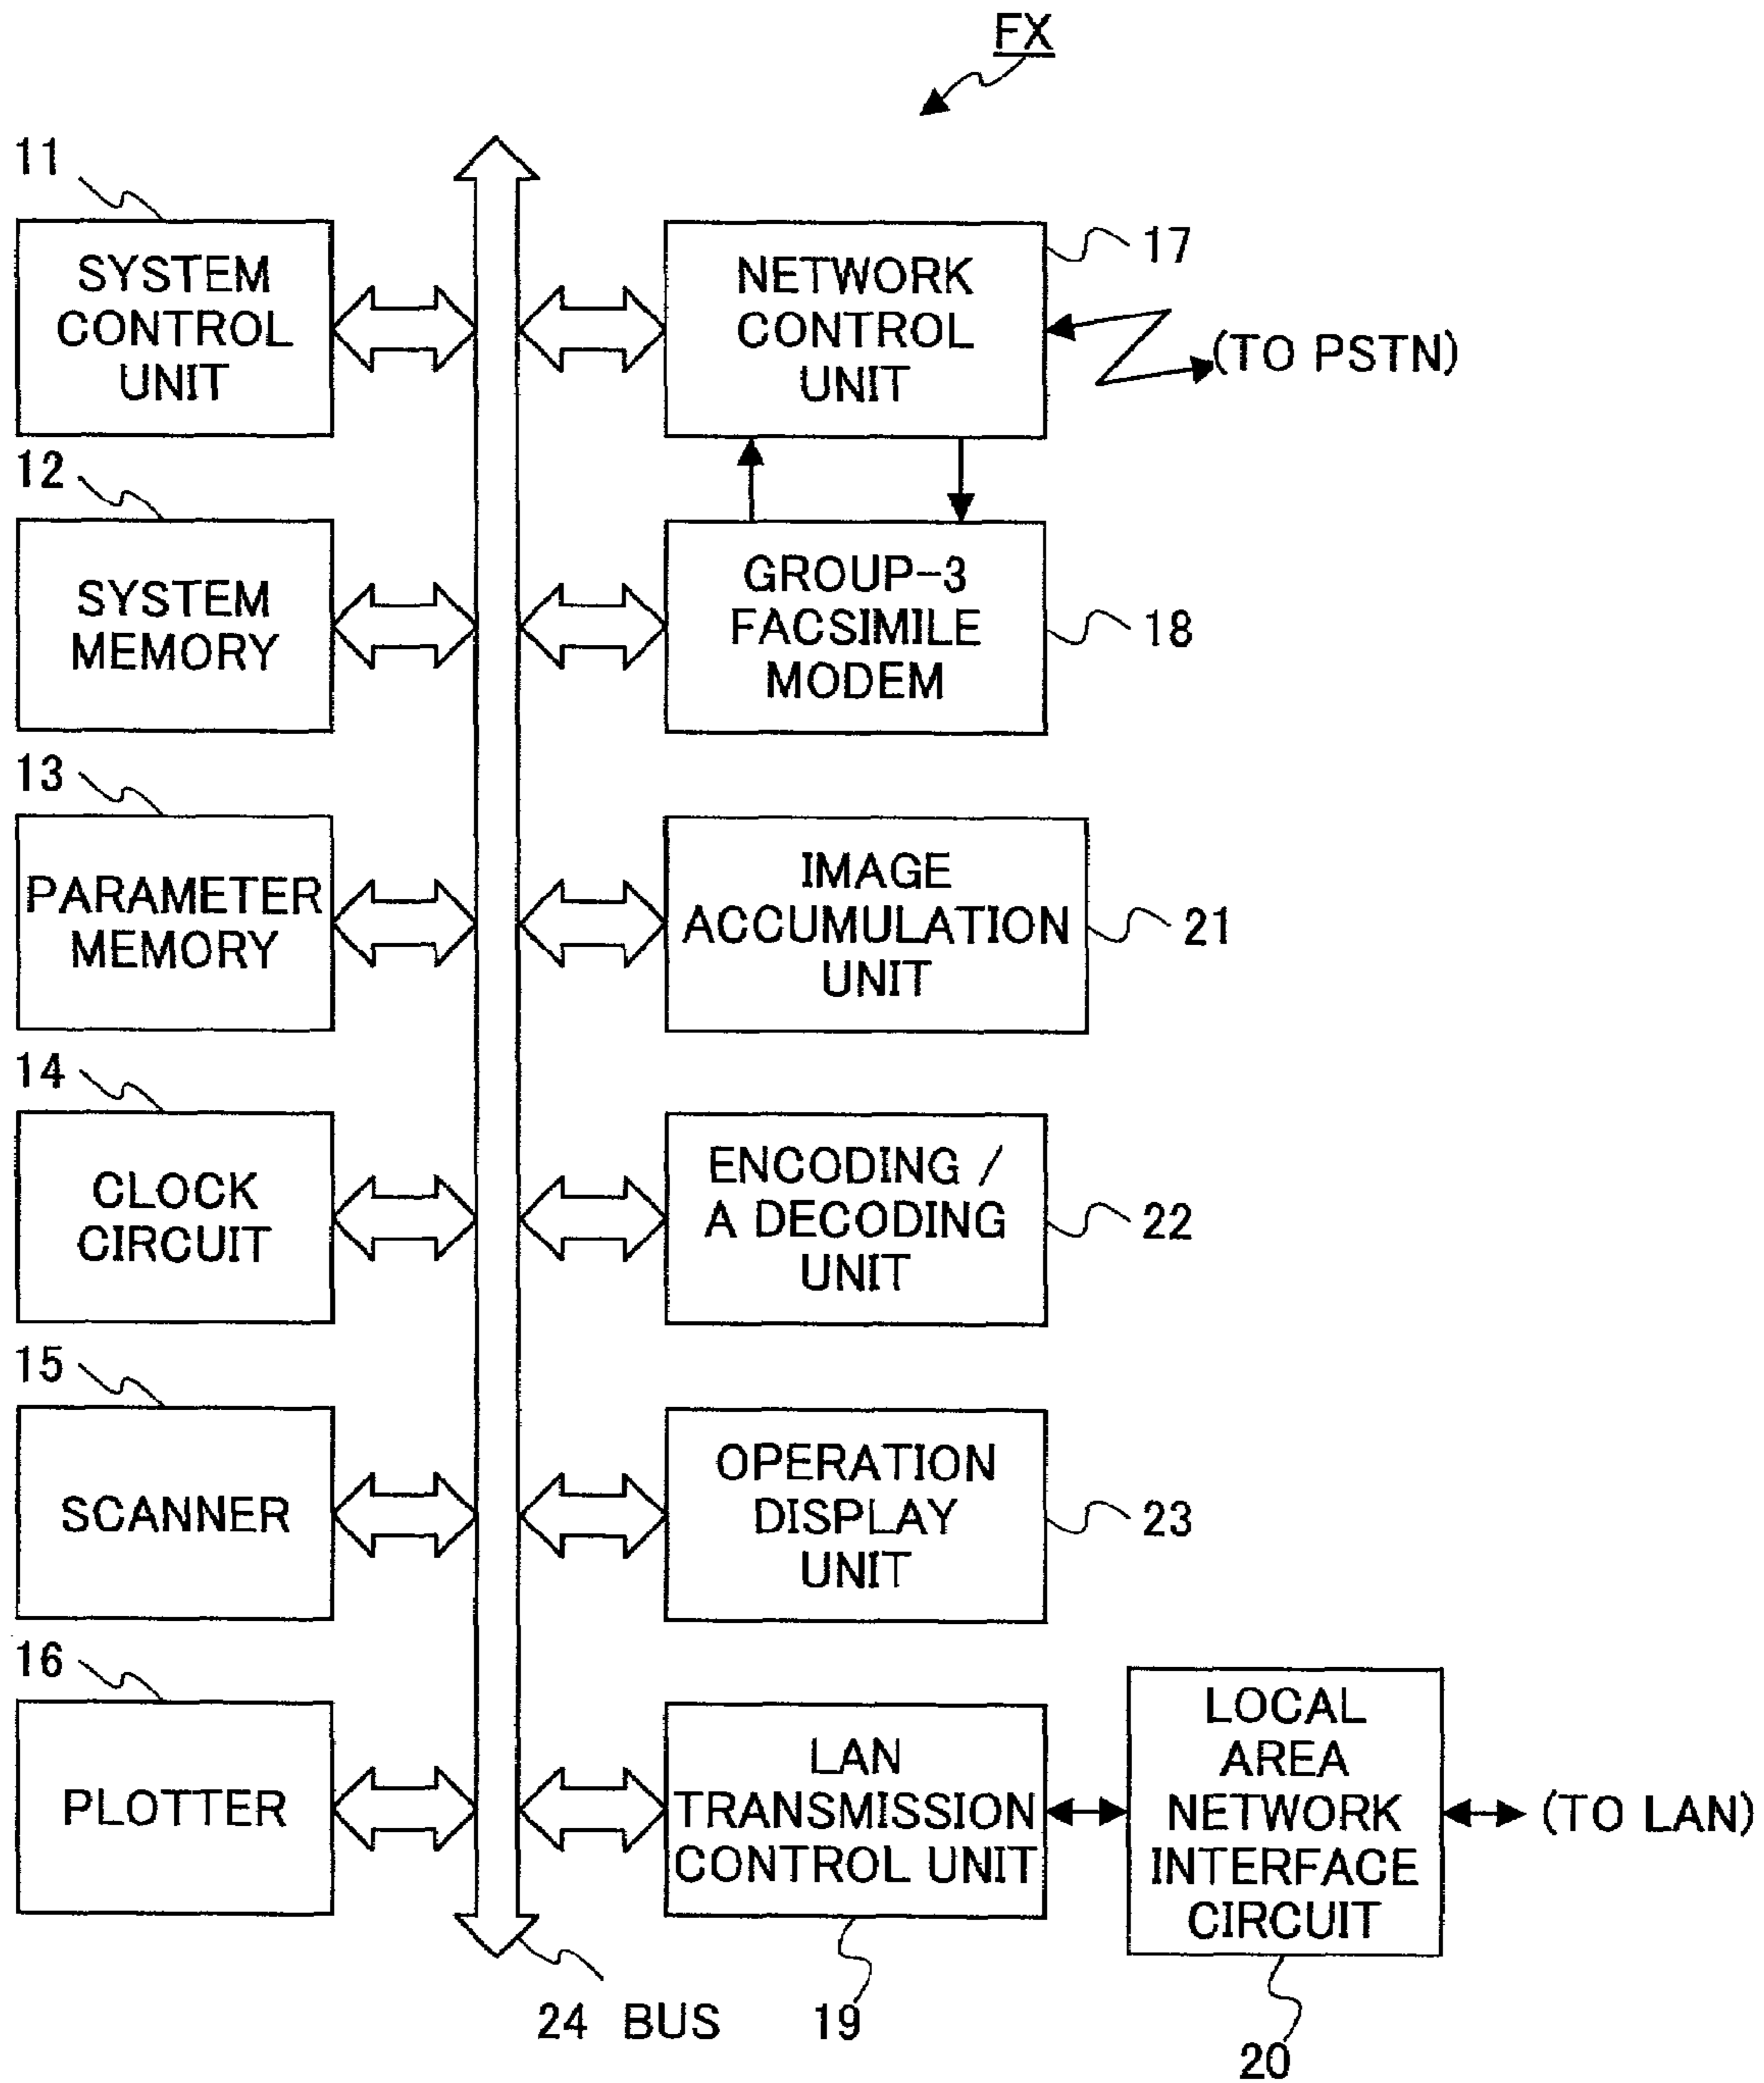 FX
11
SYSTEM
CONTROL
UNIT
17
NETWORK
CONTROL
UNIT
(TO PSTN)
12
SYSTEM
MEMORY
GROUP-3
FACSIMILE
MODEM
18
13
PARAMETER
MEMORY
IMAGE
ACCUMULATION
UNIT
21
14
CLOCK
CIRCUIT
ENCODING /
A DECODING
UNIT
22
15
SCANNER
OPERATION
DISPLAY
UNIT
23
16
PLOTTER
LAN
TRANSMISSION
CONTROL UNIT
LOCAL
AREA
NETWORK
INTERFACE
CIRCUIT
(TO LAN)
24 BUS
19
20